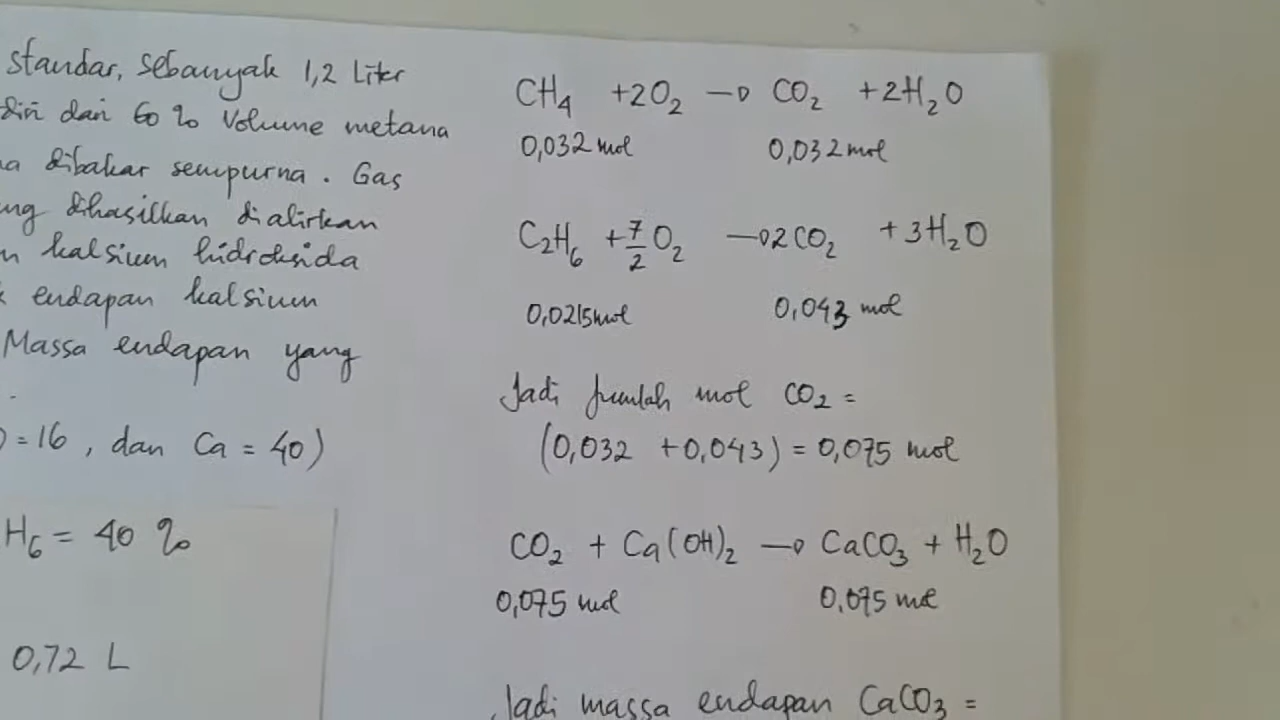 standar, sebanyak 1,2 Liter
diri dari 60 % Volume metana
dibakar sempurna. Gas
dihasilkan dialirkan
kalsium hidroksida
endapan kalsium
Massa endapan yang
=16, dan Ca = 40)
H₆ = 40 %
0,72 L
CH₄ + 2O₂ → CO₂ + 2H₂O
0,032 mol 0,032 mol
C₂H₆ + 7/2 O₂ → 2CO₂ + 3H₂O
0,0215 mol 0,043 mol
Jadi Jumlah mol CO₂ =
(0,032 + 0,043) = 0,075 mol
CO₂ + Ca(OH)₂ → CaCO₃ + H₂O
0,075 mol 0,075 mol
Jadi massa endapan CaCO₃ =